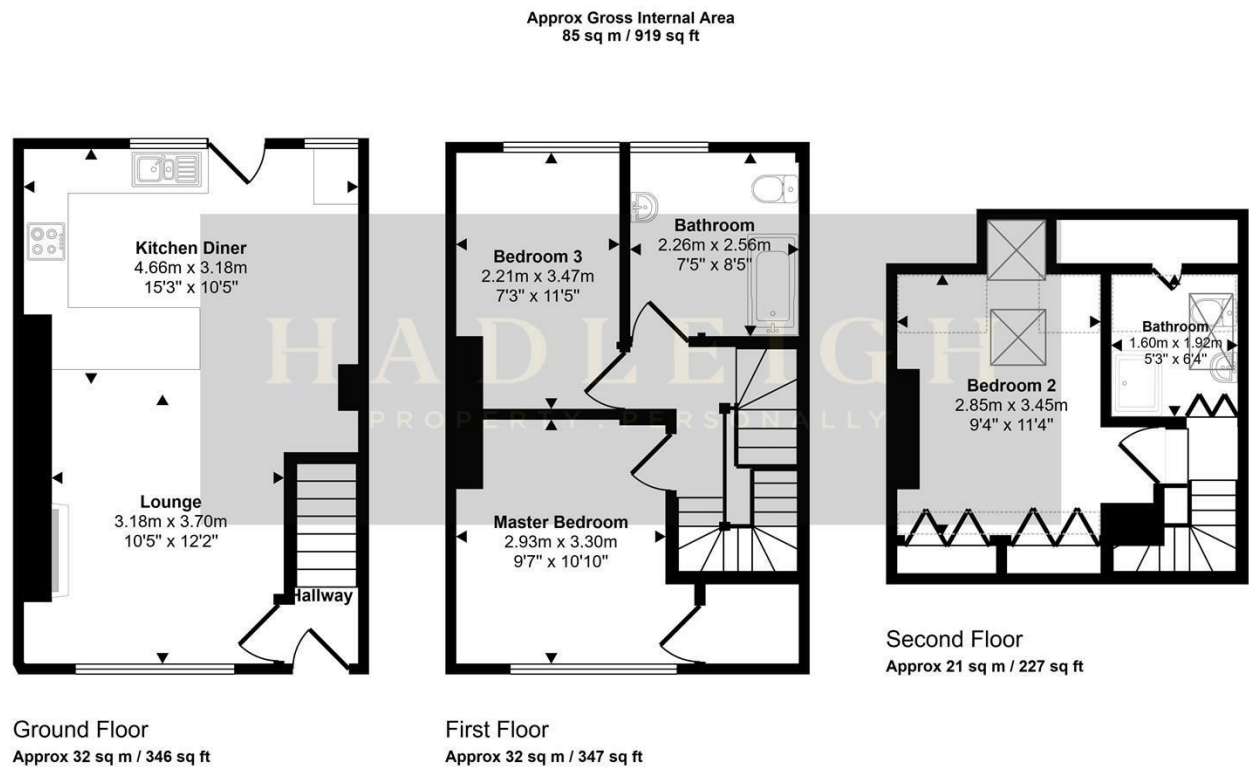 Approx Gross Internal Area
85 sq m / 919 sq ft
Kitchen Diner
4.66m x 3.18m
15'3" x 10'5"
Lounge
3.18m x 3.70m
10'5" x 12'2"
Hallway
Ground Floor
Approx 32 sq m / 346 sq ft
Bedroom 3
2.21m x 3.47m
7'3" x 11'5"
Bathroom
2.26m x 2.56m
7'5" x 8'5"
Master Bedroom
2.93m x 3.30m
9'7" x 10'10"
First Floor
Approx 32 sq m / 347 sq ft
Bedroom 2
2.85m x 3.45m
9'4" x 11'4"
Bathroom
1.60m x 1.92m
5'3" x 6'4"
Second Floor
Approx 21 sq m / 227 sq ft
HADLEIGH
PROPERTY . PERSONALLY